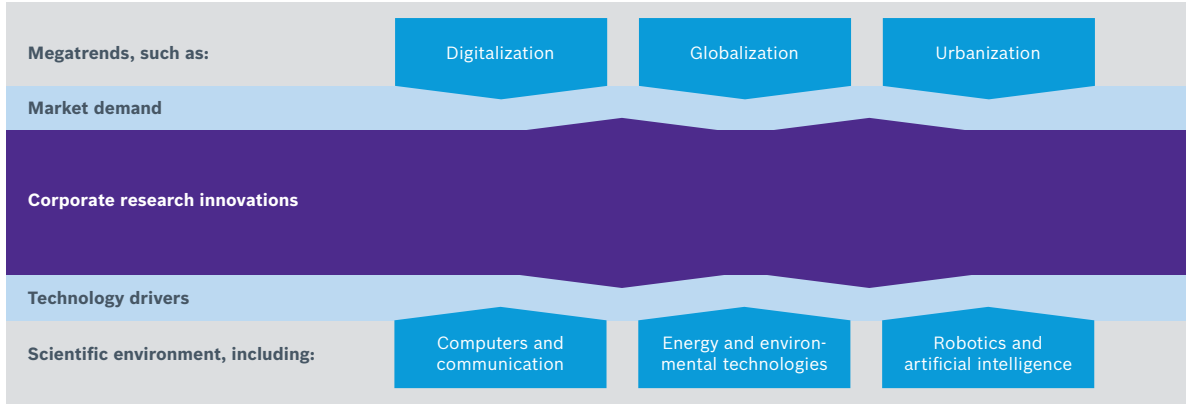 Megatrends, such as:
Digitalization
Globalization
Urbanization
Market demand
Corporate research innovations
Technology drivers
Scientific environment, including:
Computers and
communication
Energy and environ-
mental technologies
Robotics and
artificial intelligence